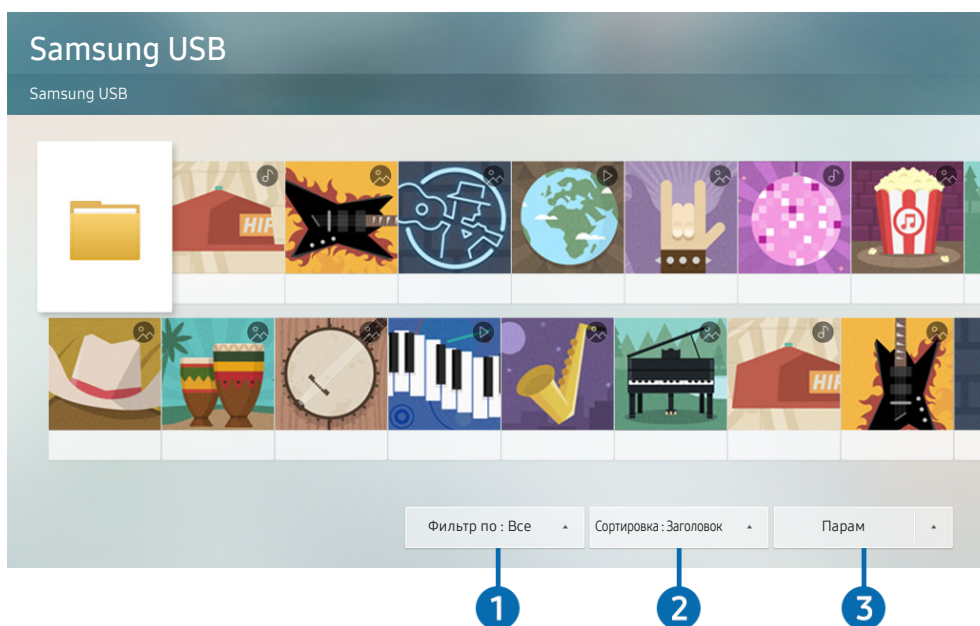 Samsung USB
Samsung USB
HIP
HIP
Фильтр по : Все
Сортировка : Заголовок
Парам
1
2
3